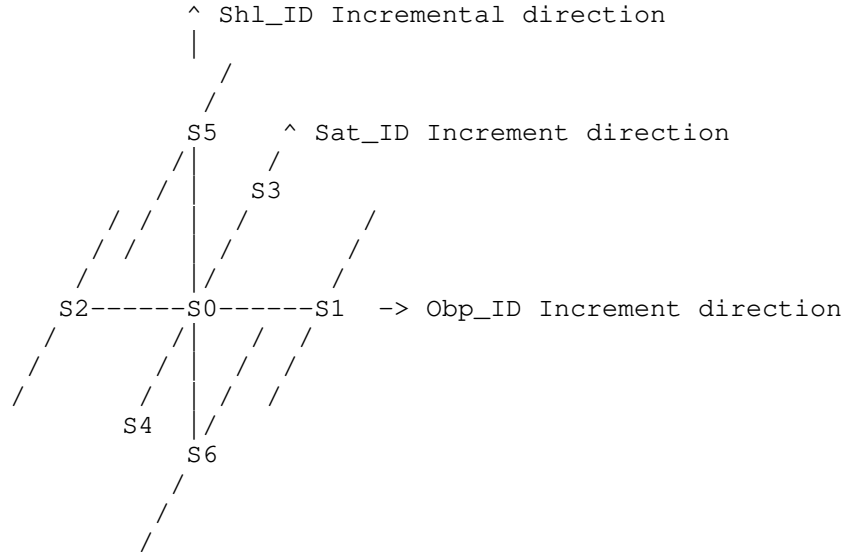 ^ Shl_ID Incremental direction
S5 ^ Sat_ID Increment direction
S3
S2------S0------S1 -> Obp_ID Increment direction
S4
S6